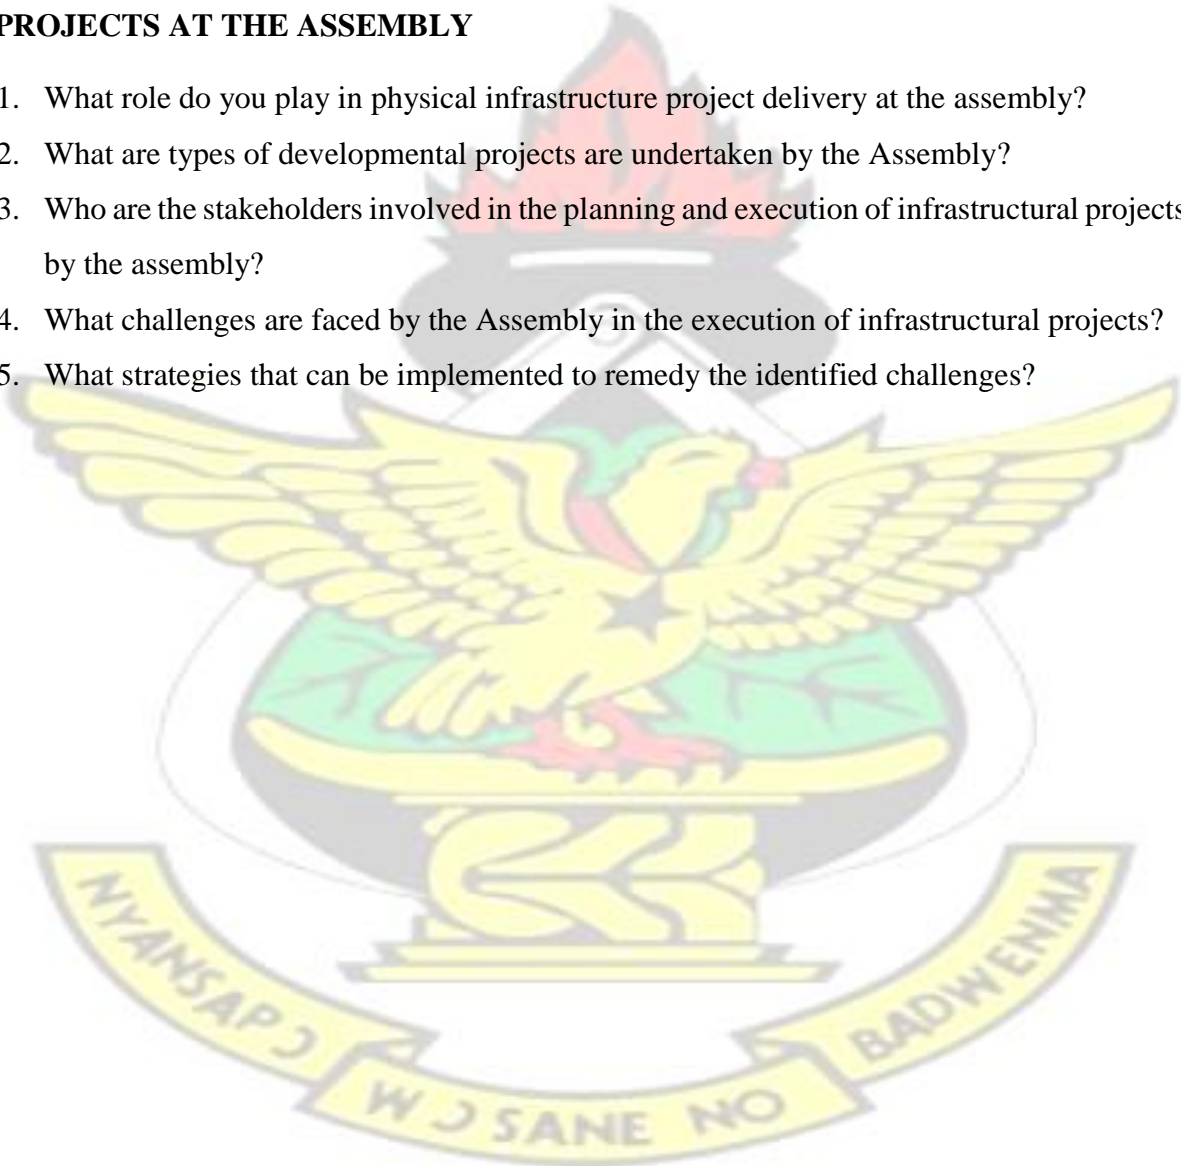 PROJECTS AT THE ASSEMBLY
1. What role do you play in physical infrastructure project delivery at the assembly?
2. What are types of developmental projects are undertaken by the Assembly?
3. Who are the stakeholders involved in the planning and execution of infrastructural projects
by the assembly?
4. What challenges are faced by the Assembly in the execution of infrastructural projects?
5. What strategies that can be implemented to remedy the identified challenges?
NYANSAPƆ
WƆSANE NO
BADWENMA